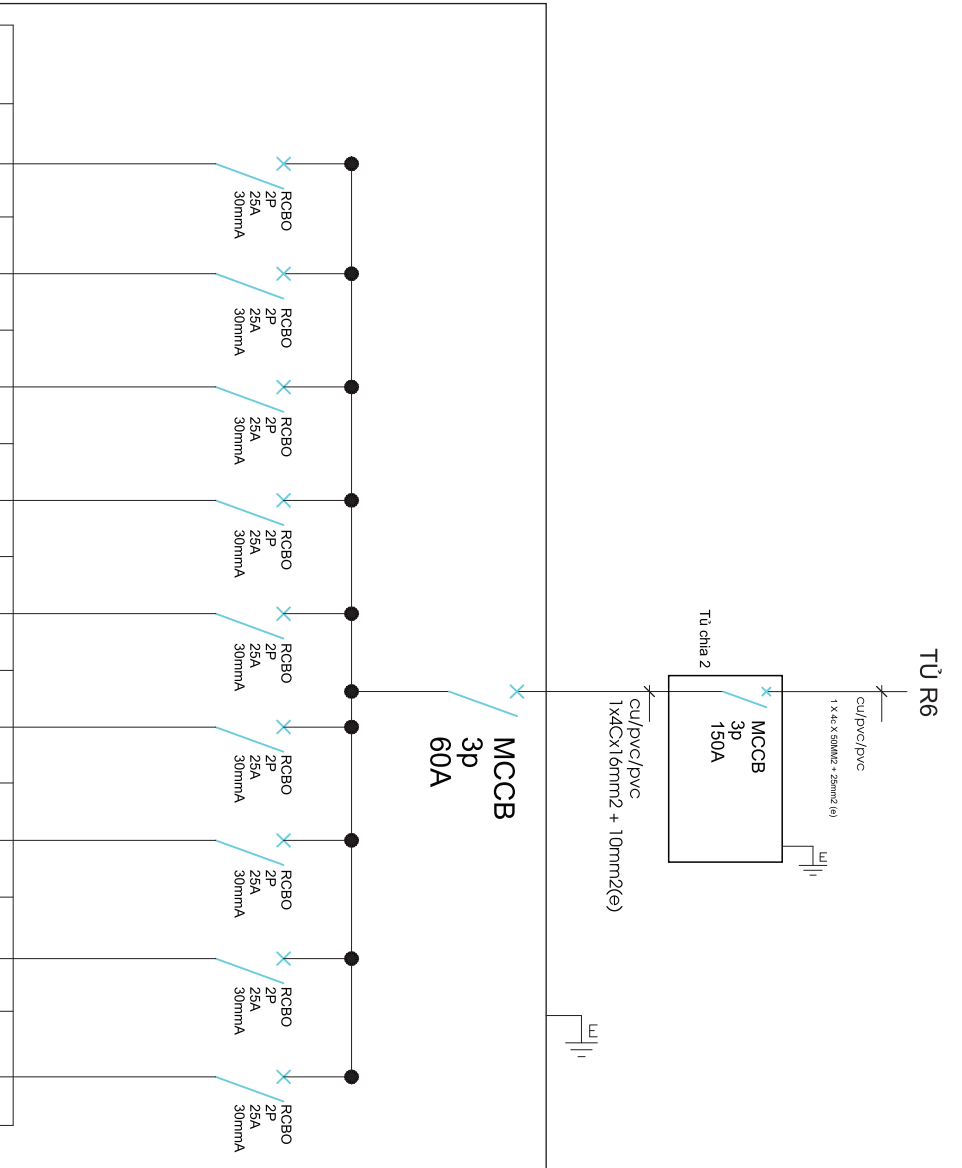 TỦ R6
cu/pvc/pvc
1 X 4c X 50MM2 + 25mm2 (e)
E
Tủ chia 2
MCCB
3p
150A
cu/pvc/pvc
1x4Cx16mm2 + 10mm2(e)
E
MCCB
3p
60A
RCBO
2P
25A
30mmA
RCBO
2P
25A
30mmA
RCBO
2P
25A
30mmA
RCBO
2P
25A
30mmA
RCBO
2P
25A
30mmA
RCBO
2P
25A
30mmA
RCBO
2P
25A
30mmA
RCBO
2P
25A
30mmA
RCBO
2P
25A
30mmA